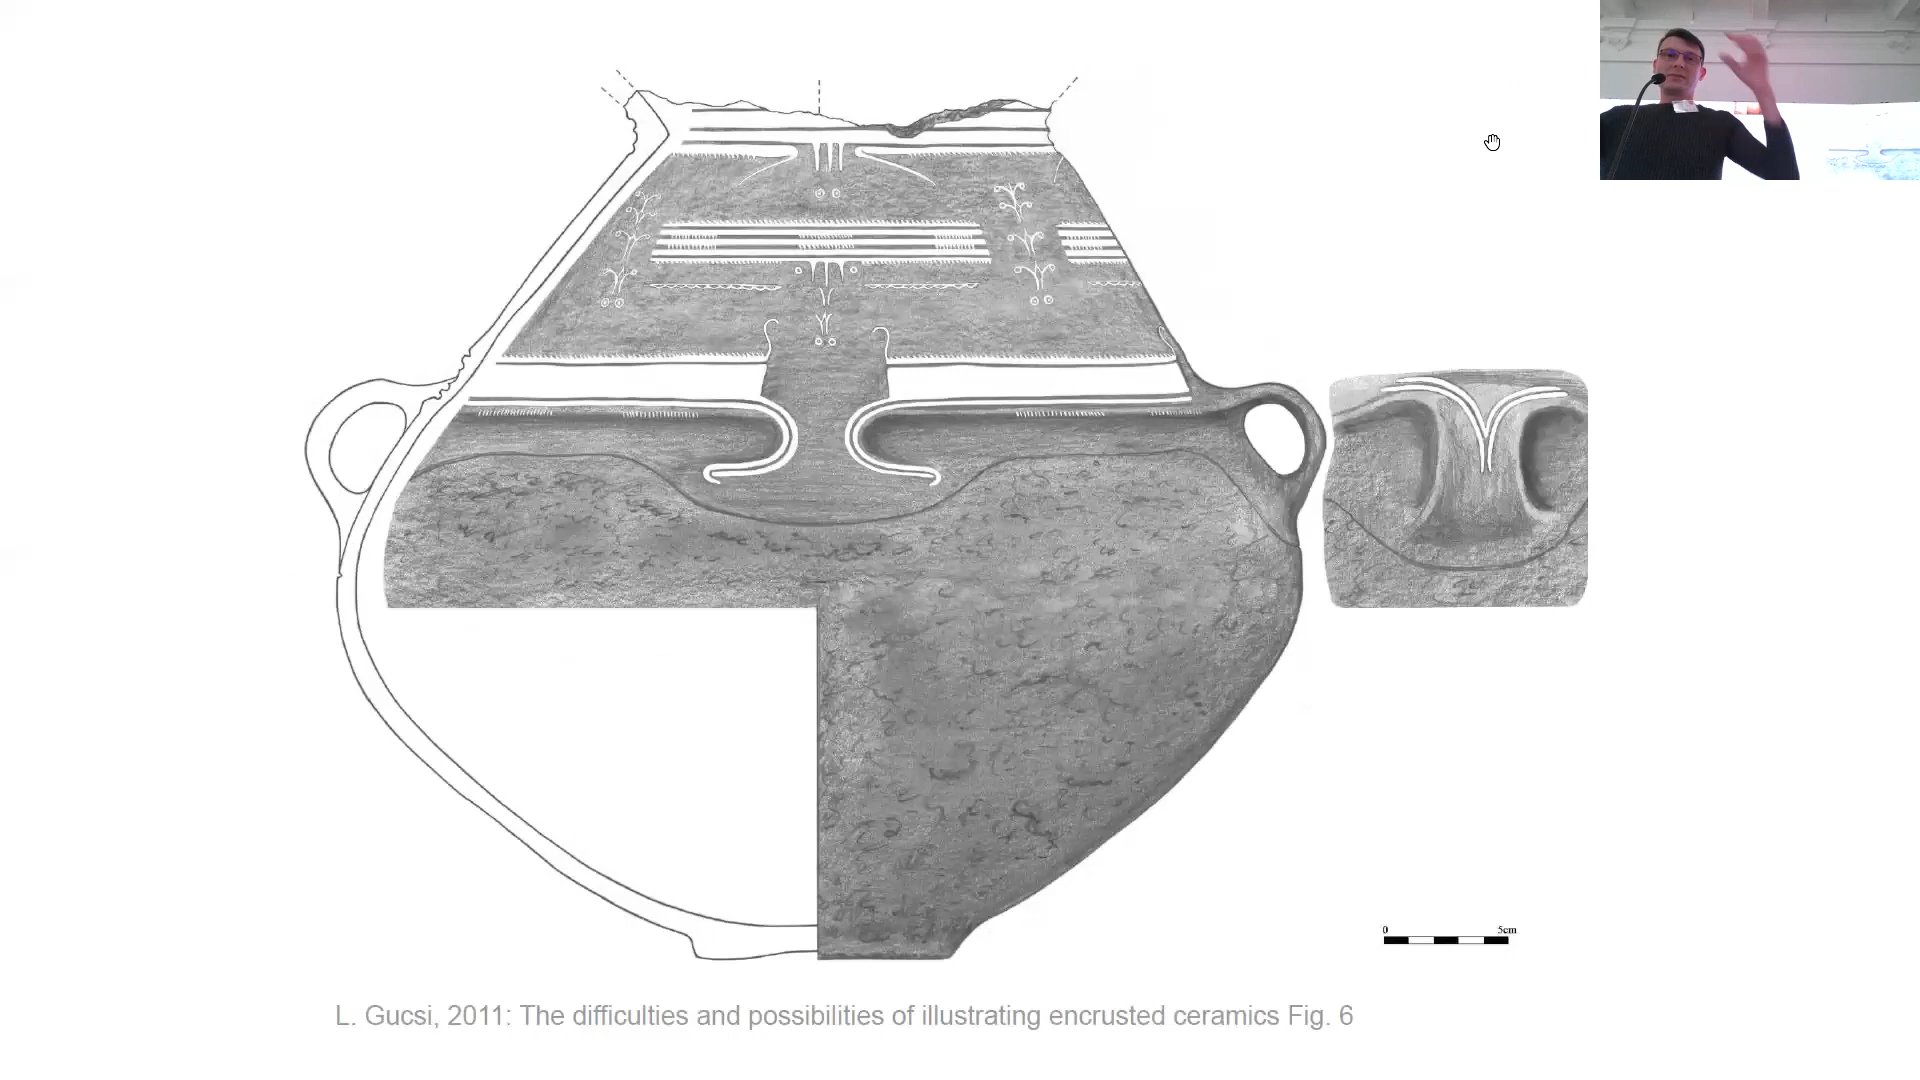 0 5cm
L. Gucsi, 2011: The difficulties and possibilities of illustrating encrusted ceramics Fig. 6